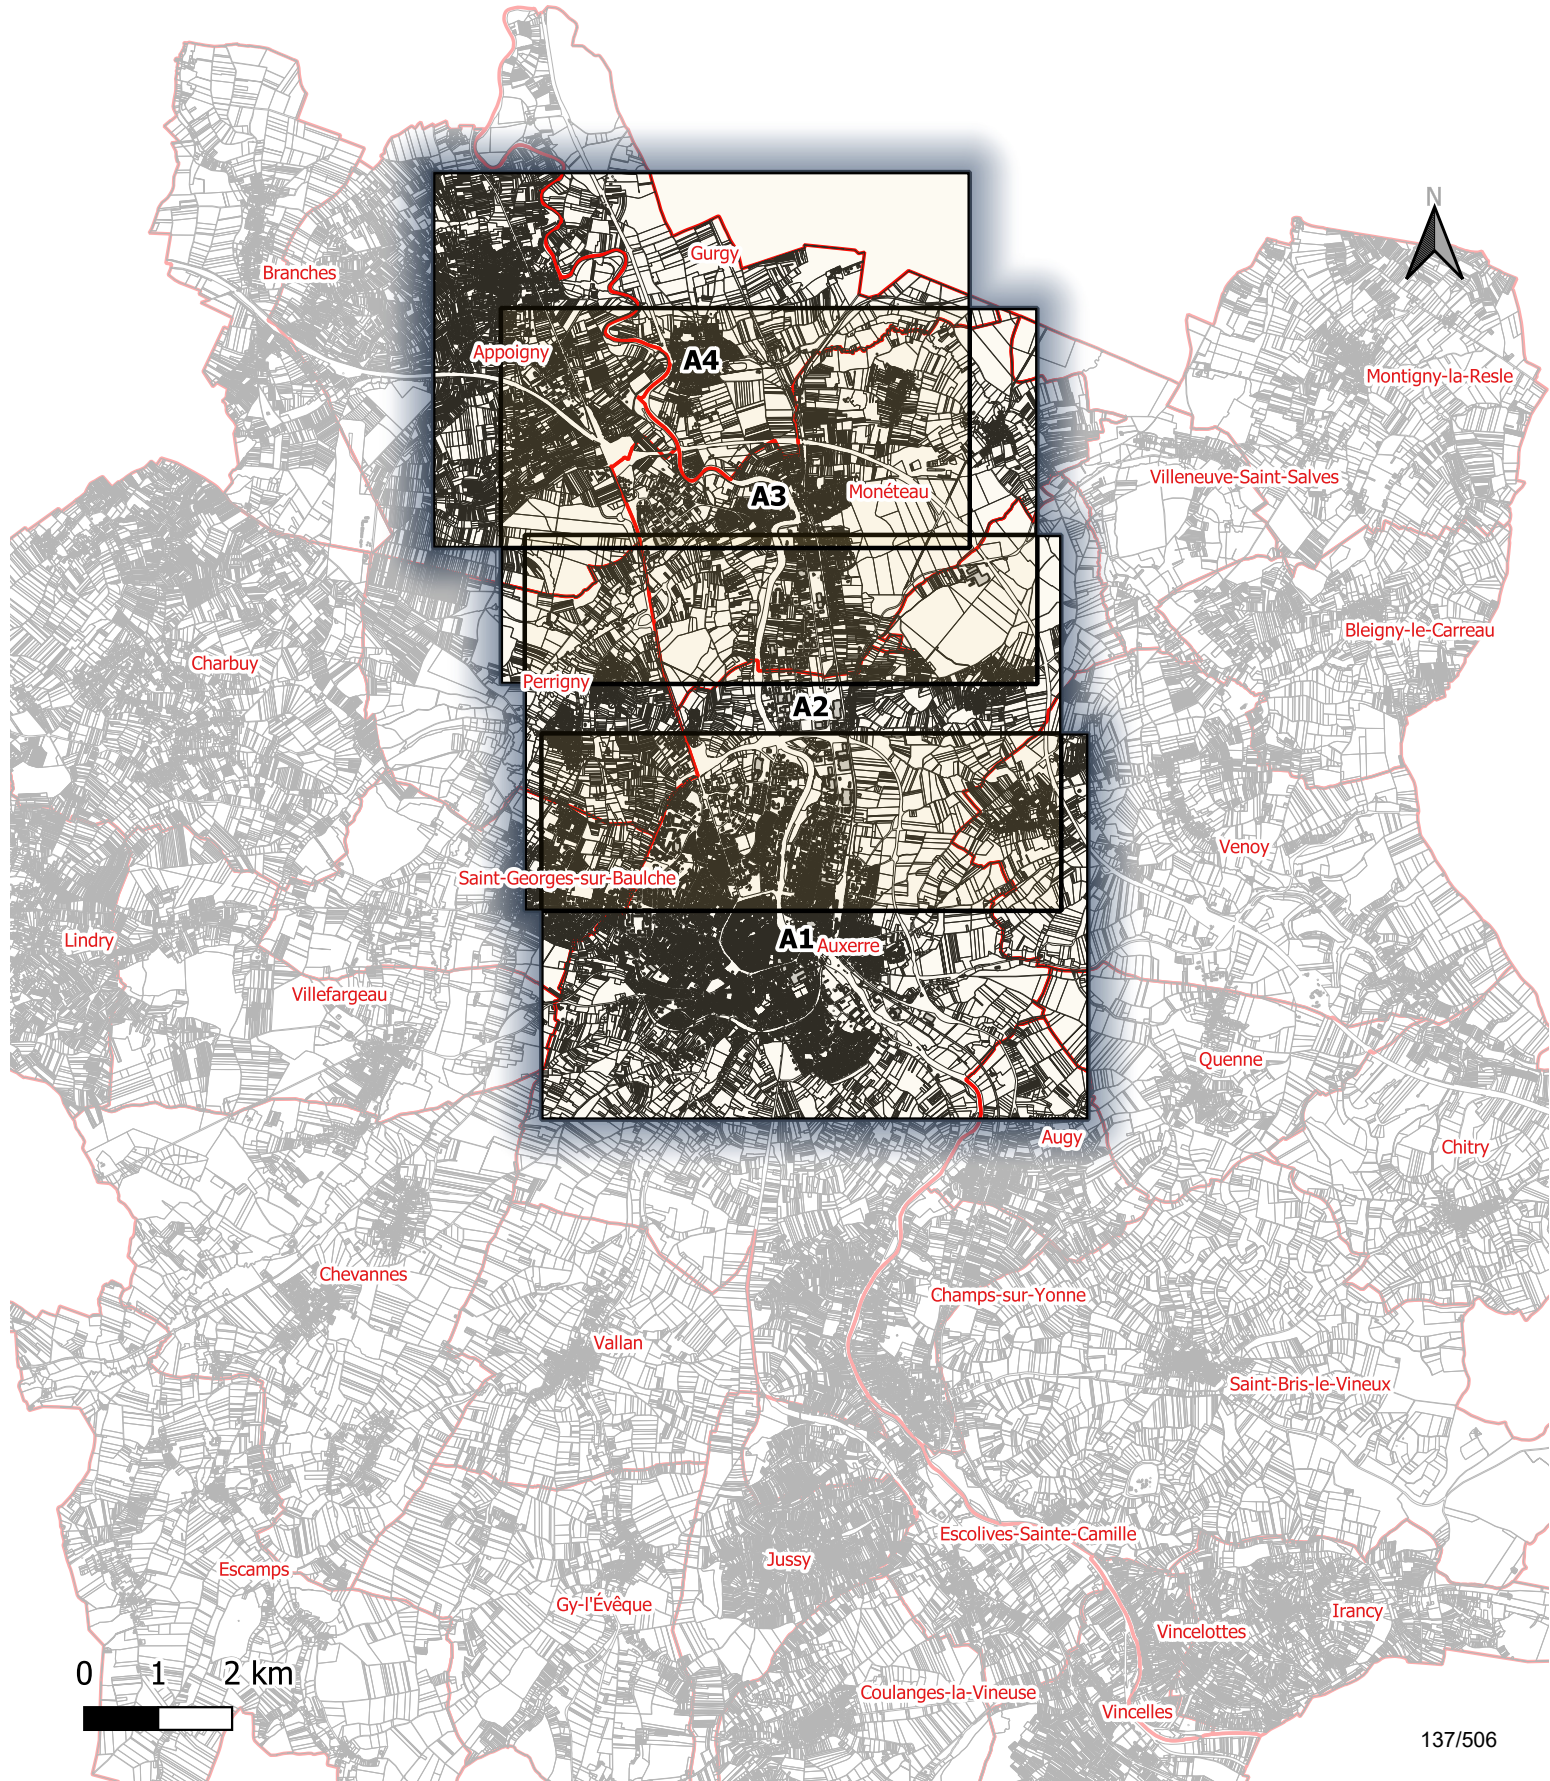 N
Gurgy
Branches
Appoigny
A4
Montigny-la-Resle
Villeneuve-Saint-Salves
A3
Monéteau
Bleigny-le-Carreau
Charbuy
Perrigny
A2
Venoy
Saint-Georges-sur-Baulche
Lindry
A1
Auxerre
Villefargeau
Quenne
Augy
Chitry
Chevannes
Champs-sur-Yonne
Vallan
Saint-Bris-le-Vineux
Escolives-Sainte-Camille
Jussy
Escamps
Gy-l'Évêque
Irancy
Vincelottes
0 1 2 km
Coulanges-la-Vineuse
Vincelles
137/506